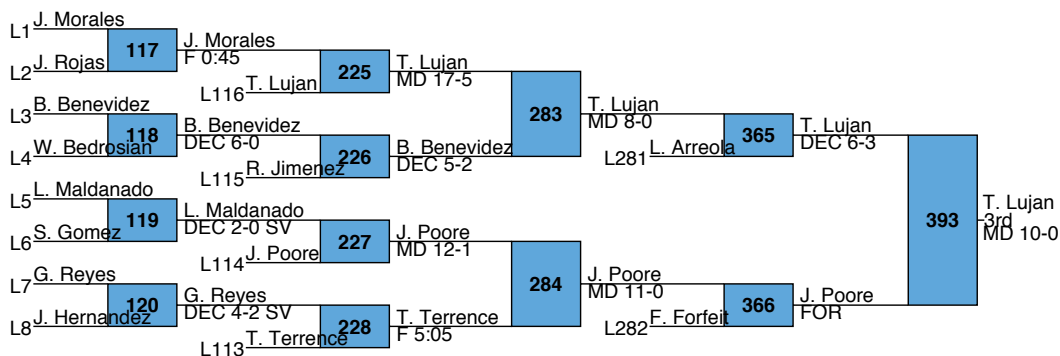 L1 J. Morales
117
J. Morales
F 0:45
L2 J. Rojas
225
T. Lujan
MD 17-5
L116 T. Lujan
L3 B. Benevidez
118
B. Benevidez
DEC 6-0
L4 W. Bedrosian
226
B. Benevidez
DEC 5-2
L115 R. Jimenez
283
T. Lujan
MD 8-0
365
T. Lujan
DEC 6-3
L281 L. Arreola
L5 L. Maldanado
119
L. Maldanado
DEC 2-0 SV
L6 S. Gomez
227
J. Poore
MD 12-1
L114 J. Poore
L7 G. Reyes
120
G. Reyes
DEC 4-2 SV
L8 J. Hernandez
228
T. Terrence
F 5:05
L113 T. Terrence
284
J. Poore
MD 11-0
366
J. Poore
FOR
L282 F. Forfeit
393
T. Lujan
3rd
MD 10-0